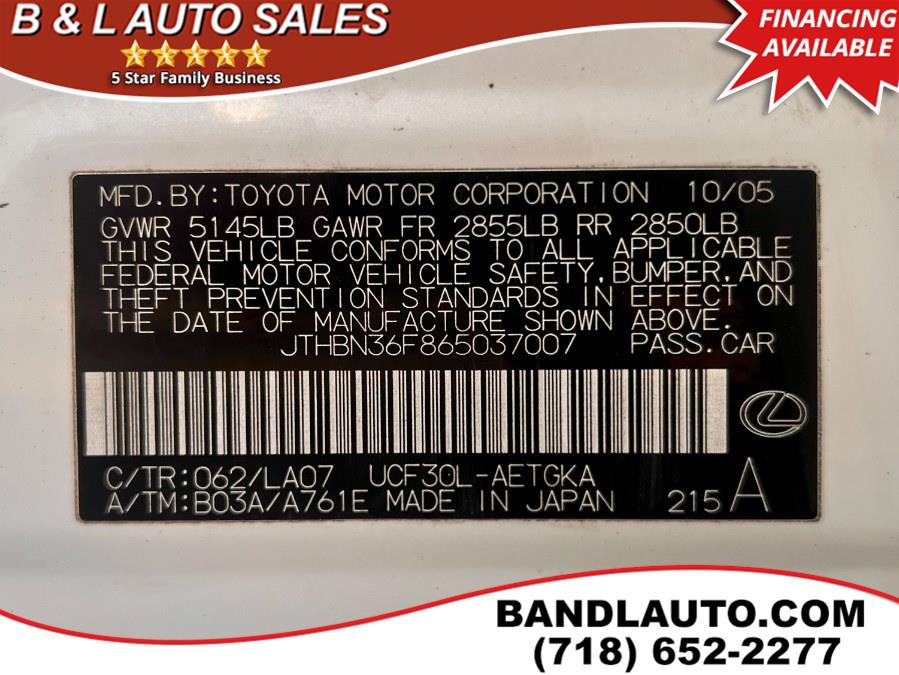 B & L AUTO SALES
5 Star Family Business
FINANCING
AVAILABLE
MFD.BY:TOYOTA MOTOR CORPORATION 10/05
GVWR 5145LB GAWR FR 2855LB RR 2850LB
THIS VEHICLE CONFORMS TO ALL APPLICABLE
FEDERAL MOTOR VEHICLE SAFETY,BUMPER,AND
THEFT PREVENTION STANDARDS IN EFFECT ON
THE DATE OF MANUFACTURE SHOWN ABOVE.
JTHBN36F865037007 PASS.CAR
C/TR:062/LA07 UCF30L-AETGKA
A/TM:B03A/A761E MADE IN JAPAN 215 A
BANDLAUTO.COM
(718) 652-2277